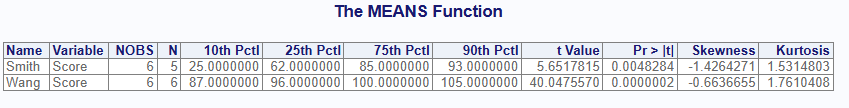 The MEANS Function
Name Variable NOBS N 10th Pctl 25th Pctl 75th Pctl 90th Pctl t Value Pr > |t| Skewness Kurtosis
Smith Score 6 5 25.0000000 62.0000000 85.0000000 93.0000000 5.6517815 0.0048284 -1.4264271 1.5314803
Wang Score 6 6 87.0000000 96.0000000 100.0000000 105.0000000 40.0475570 0.0000002 -0.6636655 1.7610408